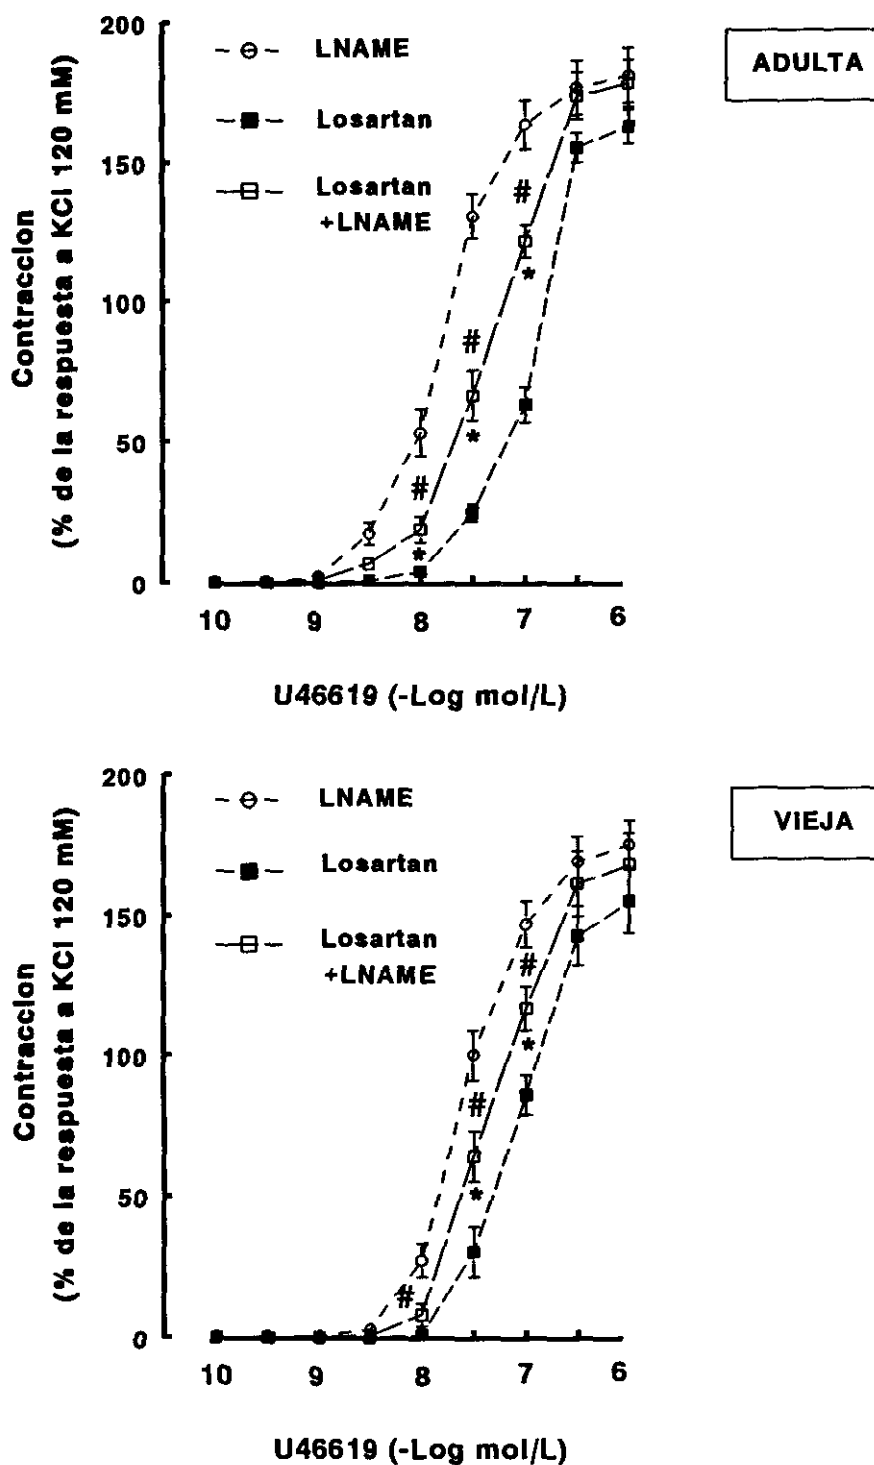 200
150
100
50
0
Contraccion
(% de la respuesta a KCl 120 mM)
LNAME
Losartan
Losartan
+LNAME
ADULTA
#
#
#
*
*
*
10 9 8 7 6
U46619 (-Log mol/L)
200
150
100
50
0
Contraccion
(% de la respuesta a KCl 120 mM)
LNAME
Losartan
Losartan
+LNAME
VIEJA
#
#
#
*
*
10 9 8 7 6
U46619 (-Log mol/L)